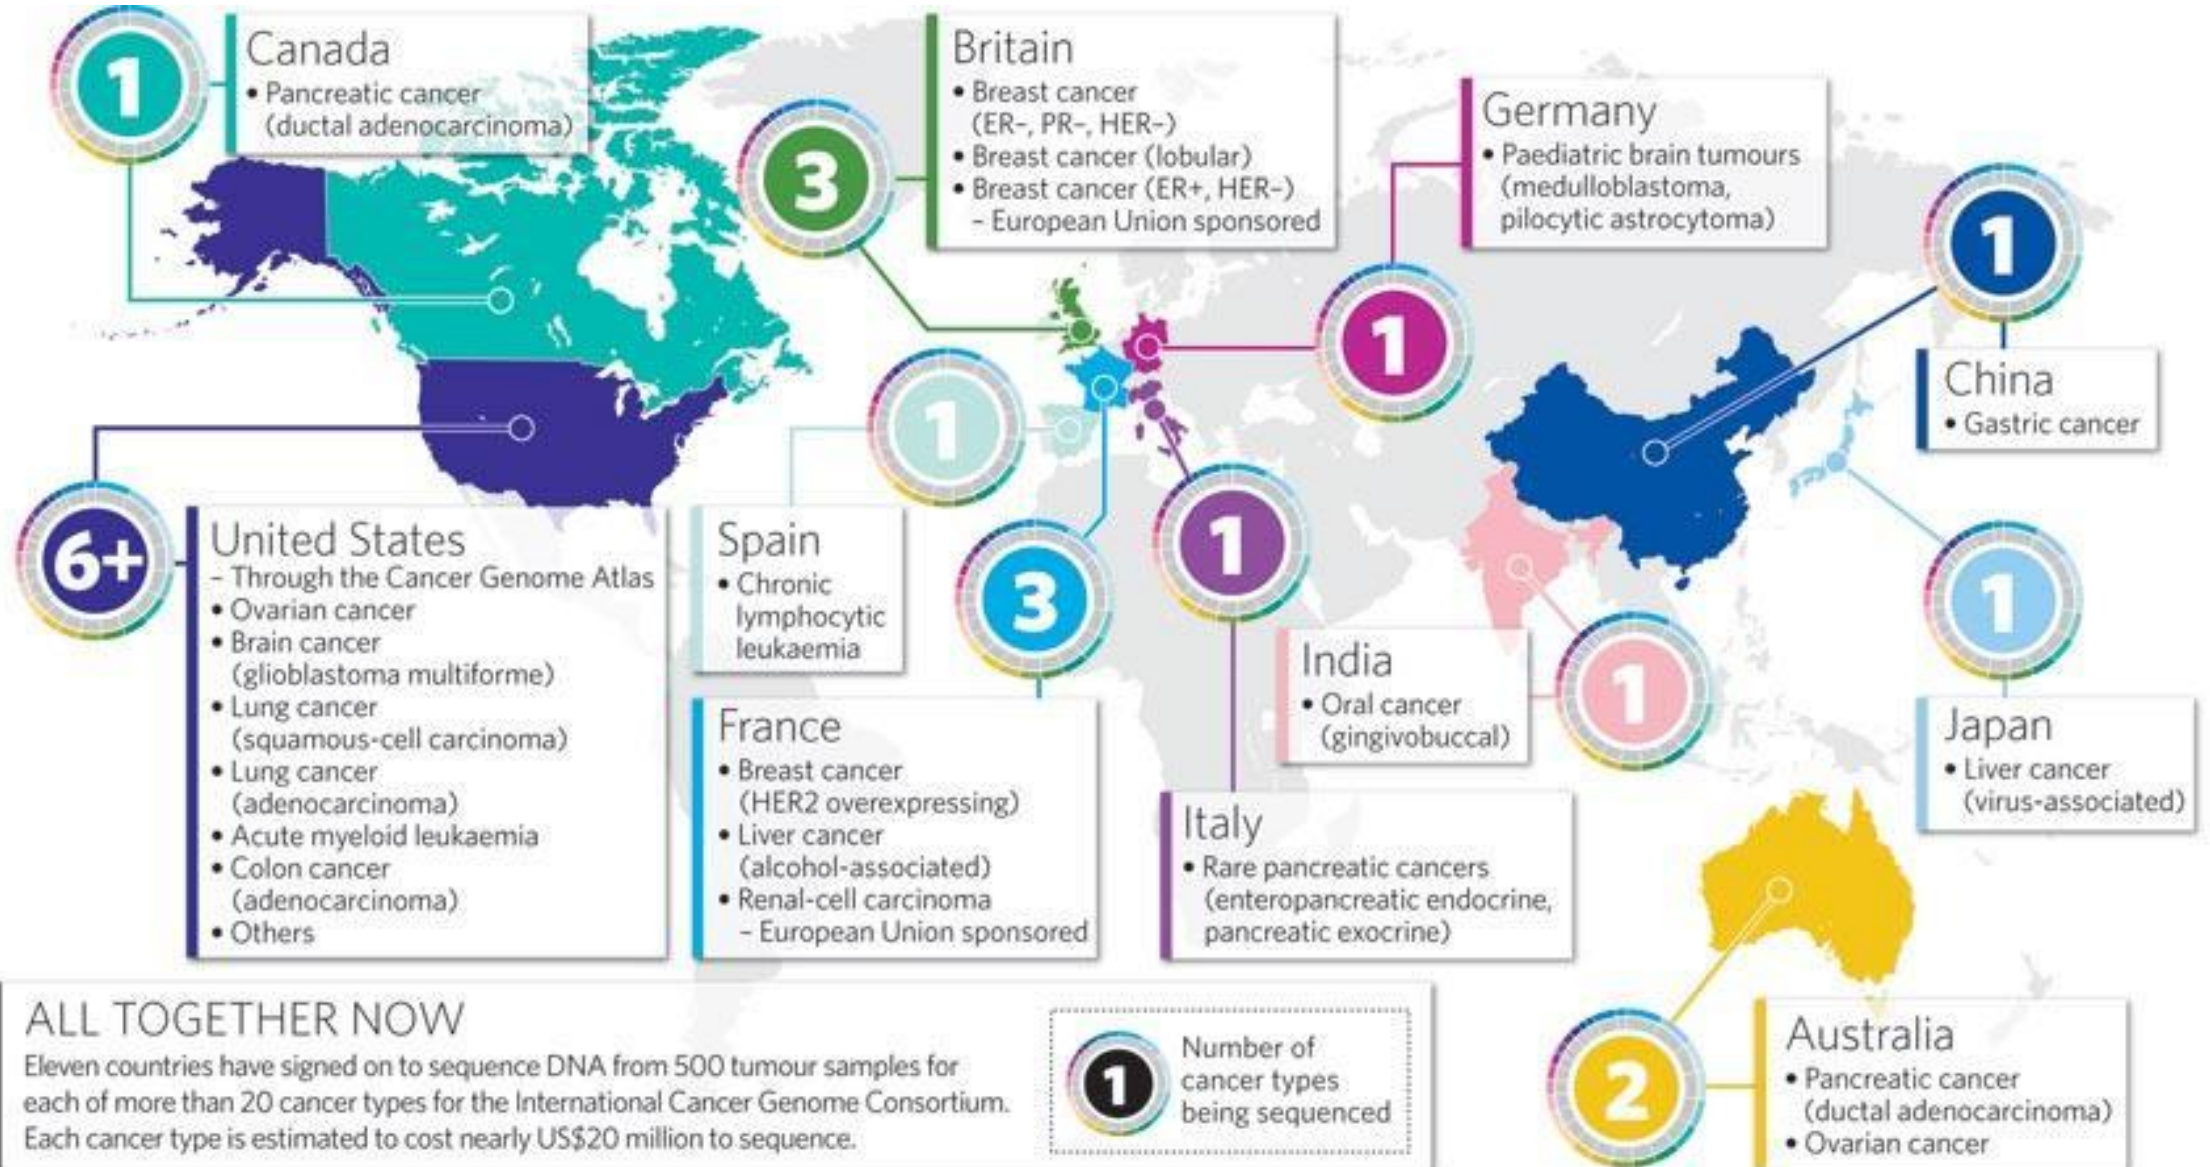 1
Canada
• Pancreatic cancer
(ductal adenocarcinoma)
3
Britain
• Breast cancer
(ER–, PR–, HER–)
• Breast cancer (lobular)
• Breast cancer (ER+, HER–)
– European Union sponsored
1
Germany
• Paediatric brain tumours
(medulloblastoma,
pilocytic astrocytoma)
1
China
• Gastric cancer
6+
United States
– Through the Cancer Genome Atlas
• Ovarian cancer
• Brain cancer
(glioblastoma multiforme)
• Lung cancer
(squamous-cell carcinoma)
• Lung cancer
(adenocarcinoma)
• Acute myeloid leukaemia
• Colon cancer
(adenocarcinoma)
• Others
1
Spain
• Chronic
lymphocytic
leukaemia
3
France
• Breast cancer
(HER2 overexpressing)
• Liver cancer
(alcohol-associated)
• Renal-cell carcinoma
– European Union sponsored
1
Italy
• Rare pancreatic cancers
(enteropancreatic endocrine,
pancreatic exocrine)
1
India
• Oral cancer
(gingivobuccal)
1
Japan
• Liver cancer
(virus-associated)
2
Australia
• Pancreatic cancer
(ductal adenocarcinoma)
• Ovarian cancer
ALL TOGETHER NOW
Eleven countries have signed on to sequence DNA from 500 tumour samples for
each of more than 20 cancer types for the International Cancer Genome Consortium.
Each cancer type is estimated to cost nearly US$20 million to sequence.
1
Number of
cancer types
being sequenced